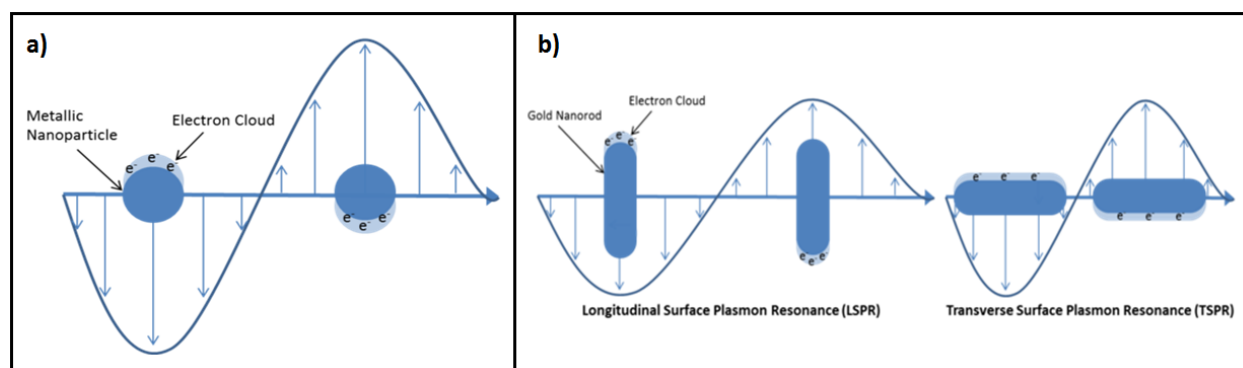 a)
Metallic
Nanoparticle
Electron Cloud
e- e- e-
e- e- e-
b)
Electron Cloud
Gold Nanorod
e- e- e-
e- e- e-
Longitudinal Surface Plasmon Resonance (LSPR)
e- e- e-
e- e- e-
Transverse Surface Plasmon Resonance (TSPR)